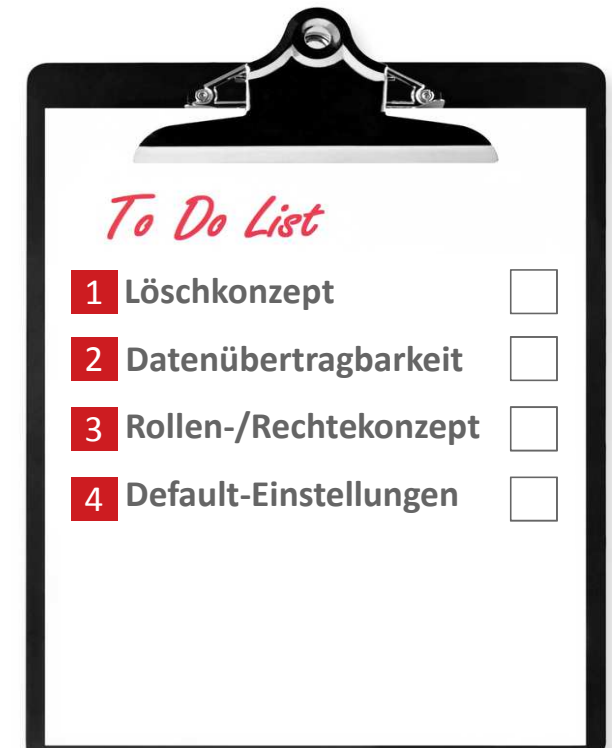 To Do List
1 Löschkonzept
2 Datenübertragbarkeit
3 Rollen-/Rechtekonzept
4 Default-Einstellungen